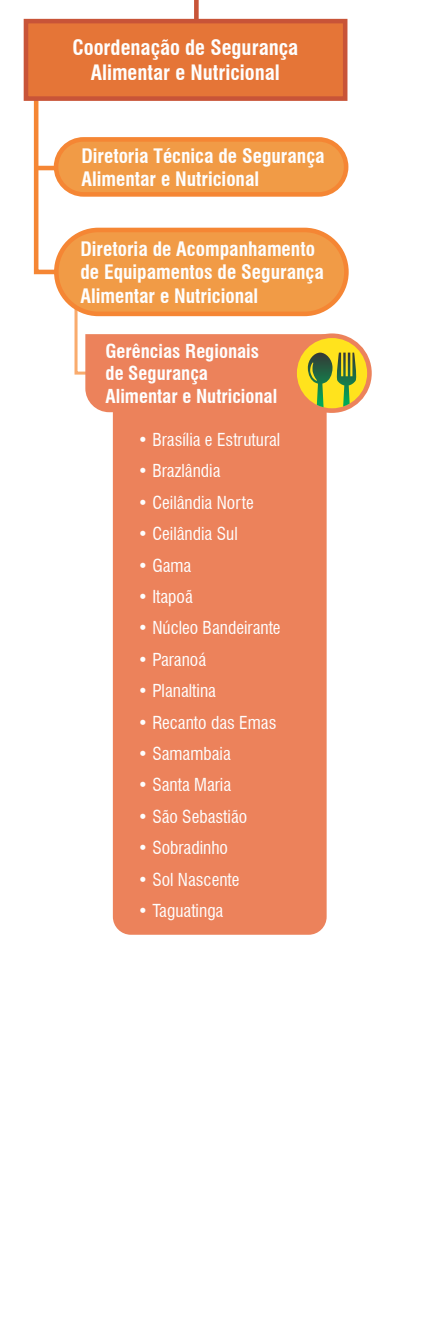 Coordenação de Segurança
Alimentar e Nutricional
Diretoria Técnica de Segurança
Alimentar e Nutricional
Diretoria de Acompanhamento
de Equipamentos de Segurança
Alimentar e Nutricional
Gerências Regionais
de Segurança
Alimentar e Nutricional
• Brasília e Estrutural
• Brazlândia
• Ceilândia Norte
• Ceilândia Sul
• Gama
• Itapoã
• Núcleo Bandeirante
• Paranoá
• Planaltina
• Recanto das Emas
• Samambaia
• Santa Maria
• São Sebastião
• Sobradinho
• Sol Nascente
• Taguatinga